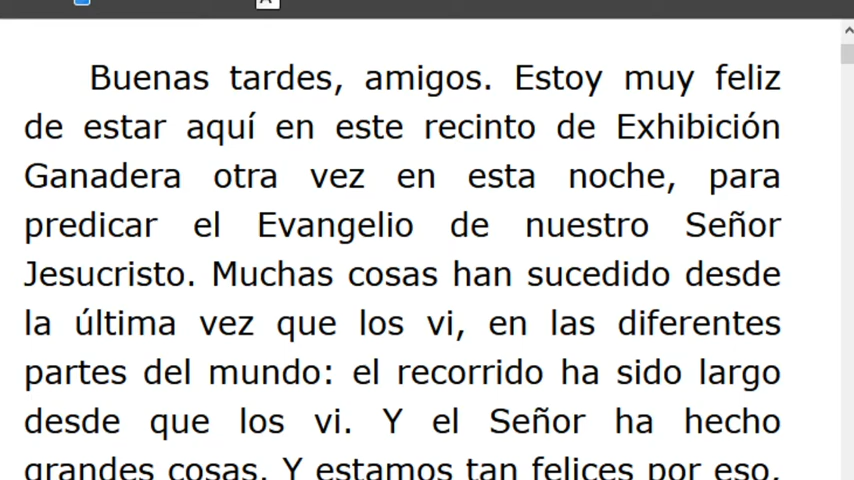 Buenas tardes, amigos. Estoy muy feliz
de estar aquí en este recinto de Exhibición
Ganadera otra vez en esta noche, para
predicar el Evangelio de nuestro Señor
Jesucristo. Muchas cosas han sucedido desde
la última vez que los vi, en las diferentes
partes del mundo: el recorrido ha sido largo
desde que los vi. Y el Señor ha hecho
grandes cosas. Y estamos tan felices por eso,